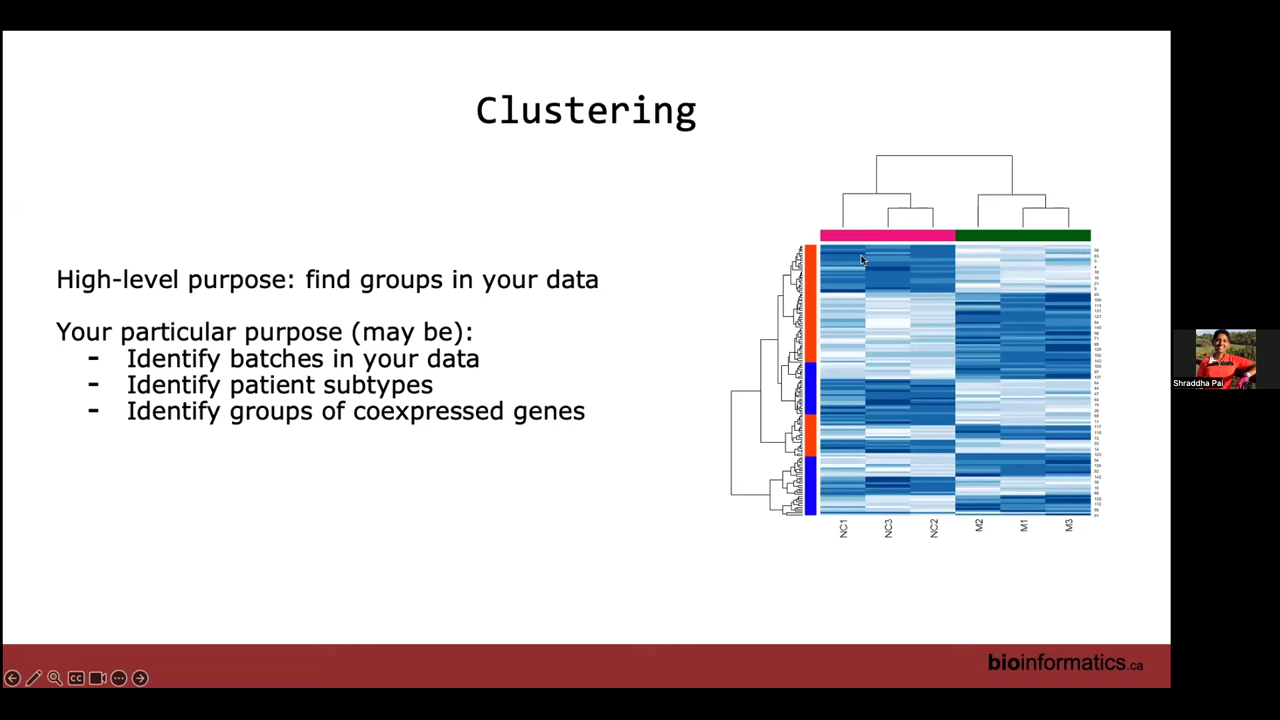 Clustering
High-level purpose: find groups in your data
Your particular purpose (may be):
- Identify batches in your data
- Identify patient subtypes
- Identify groups of coexpressed genes
NC1
NC3
NC2
M2
M1
M3
Shraddha Pai
bioinformatics.ca
CC